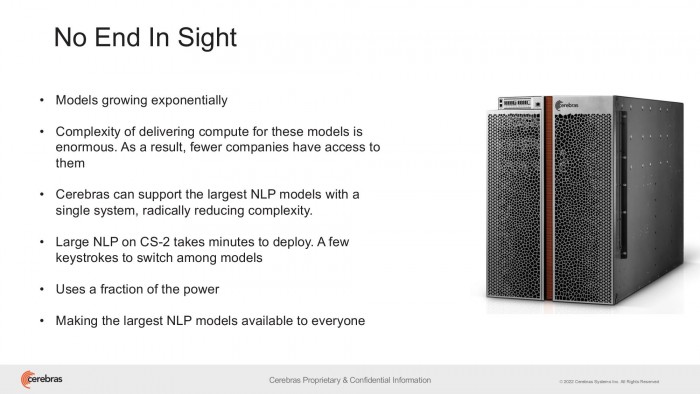 No End In Sight
• Models growing exponentially
• Complexity of delivering compute for these models is
enormous. As a result, fewer companies have access to
them
• Cerebras can support the largest NLP models with a
single system, radically reducing complexity.
• Large NLP on CS-2 takes minutes to deploy. A few
keystrokes to switch among models
• Uses a fraction of the power
• Making the largest NLP models available to everyone
cerebras
cerebras
Cerebras Proprietary & Confidential Information
© 2022 Cerebras Systems Inc. All Rights Reserved